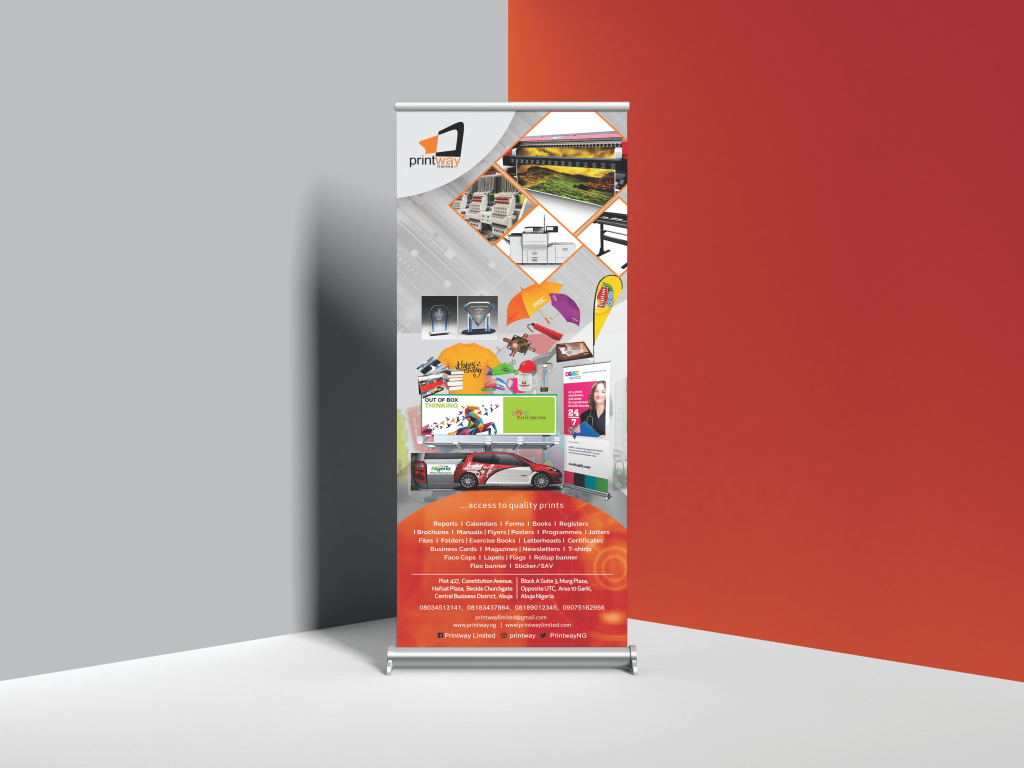 printway
limited
OUT OF BOX
THINKING
24
7
... access to quality prints
Reports I Calendars I Forms I Books I Registers
I Brochures I Manuals | Flyers | Posters I Programmes I Jotters
Files I Folders | Exercise Books I Letterheads I Certificates
Business Cards I Magazines | Newsletters I T-shirts
Face Caps I Lapels | Flags I Rollup banner
Flex banner I Sticker/SAV
Plot 427, Constitution Avenue,
Hafsat Plaza, Beside Churchgate
Central Business District, Abuja
Block A Suite 3, Murg Plaza,
Opposite UTC, Area 10 Garki,
Abuja Nigeria
08034513141, 08183437864, 08189012345, 09075162956
printwaylimited@gmail.com
www.printway.ng | www.printwaylimited.com
Printway Limited printway PrintwayNG